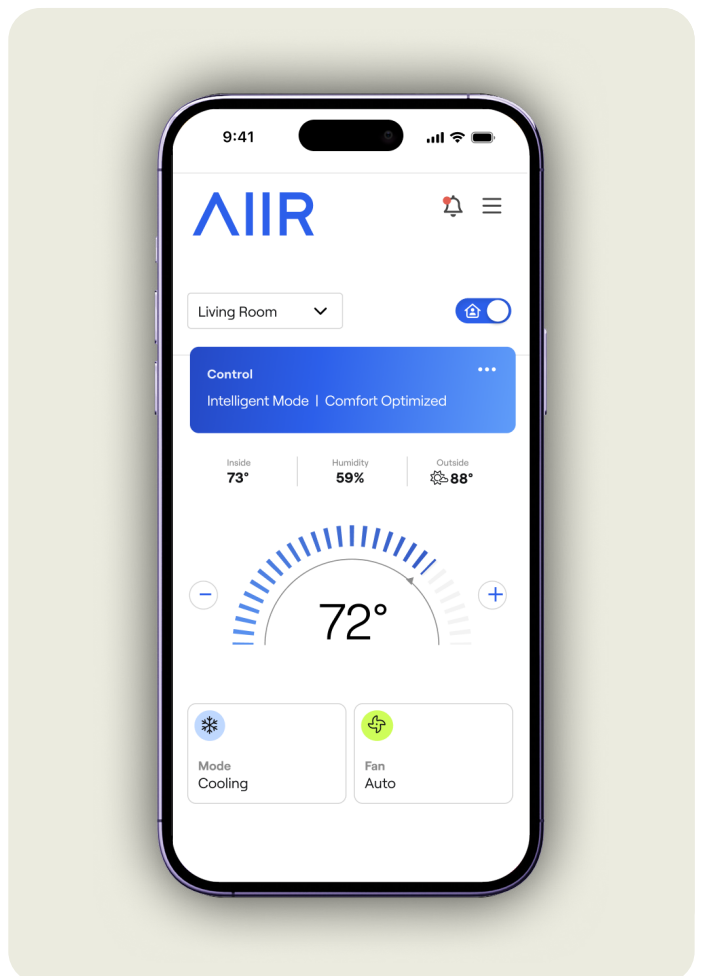 9:41
AIIR
Living Room
Control
Intelligent Mode | Comfort Optimized
Inside
73°
Humidity
59%
Outside
88°
72°
Mode
Cooling
Fan
Auto